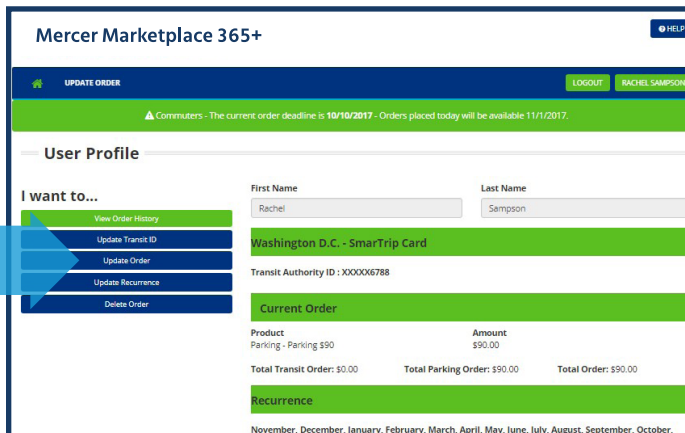 Mercer Marketplace 365+
HELP
UPDATE ORDER
LOGOUT
RACHEL SAMPSON
Commuters - The current order deadline is 10/10/2017 - Orders placed today will be available 11/1/2017.
User Profile
I want to...
View Order History
Update Transit ID
Update Order
Update Recurrence
Delete Order
First Name
Last Name
Rachel
Sampson
Washington D.C. - SmarTrip Card
Transit Authority ID : XXXXX6788
Current Order
Product
Amount
Parking - Parking $90
$90.00
Total Transit Order: $0.00
Total Parking Order: $90.00
Total Order: $90.00
Recurrence
November, December, January, February, March, April, May, June, July, August, September, October,